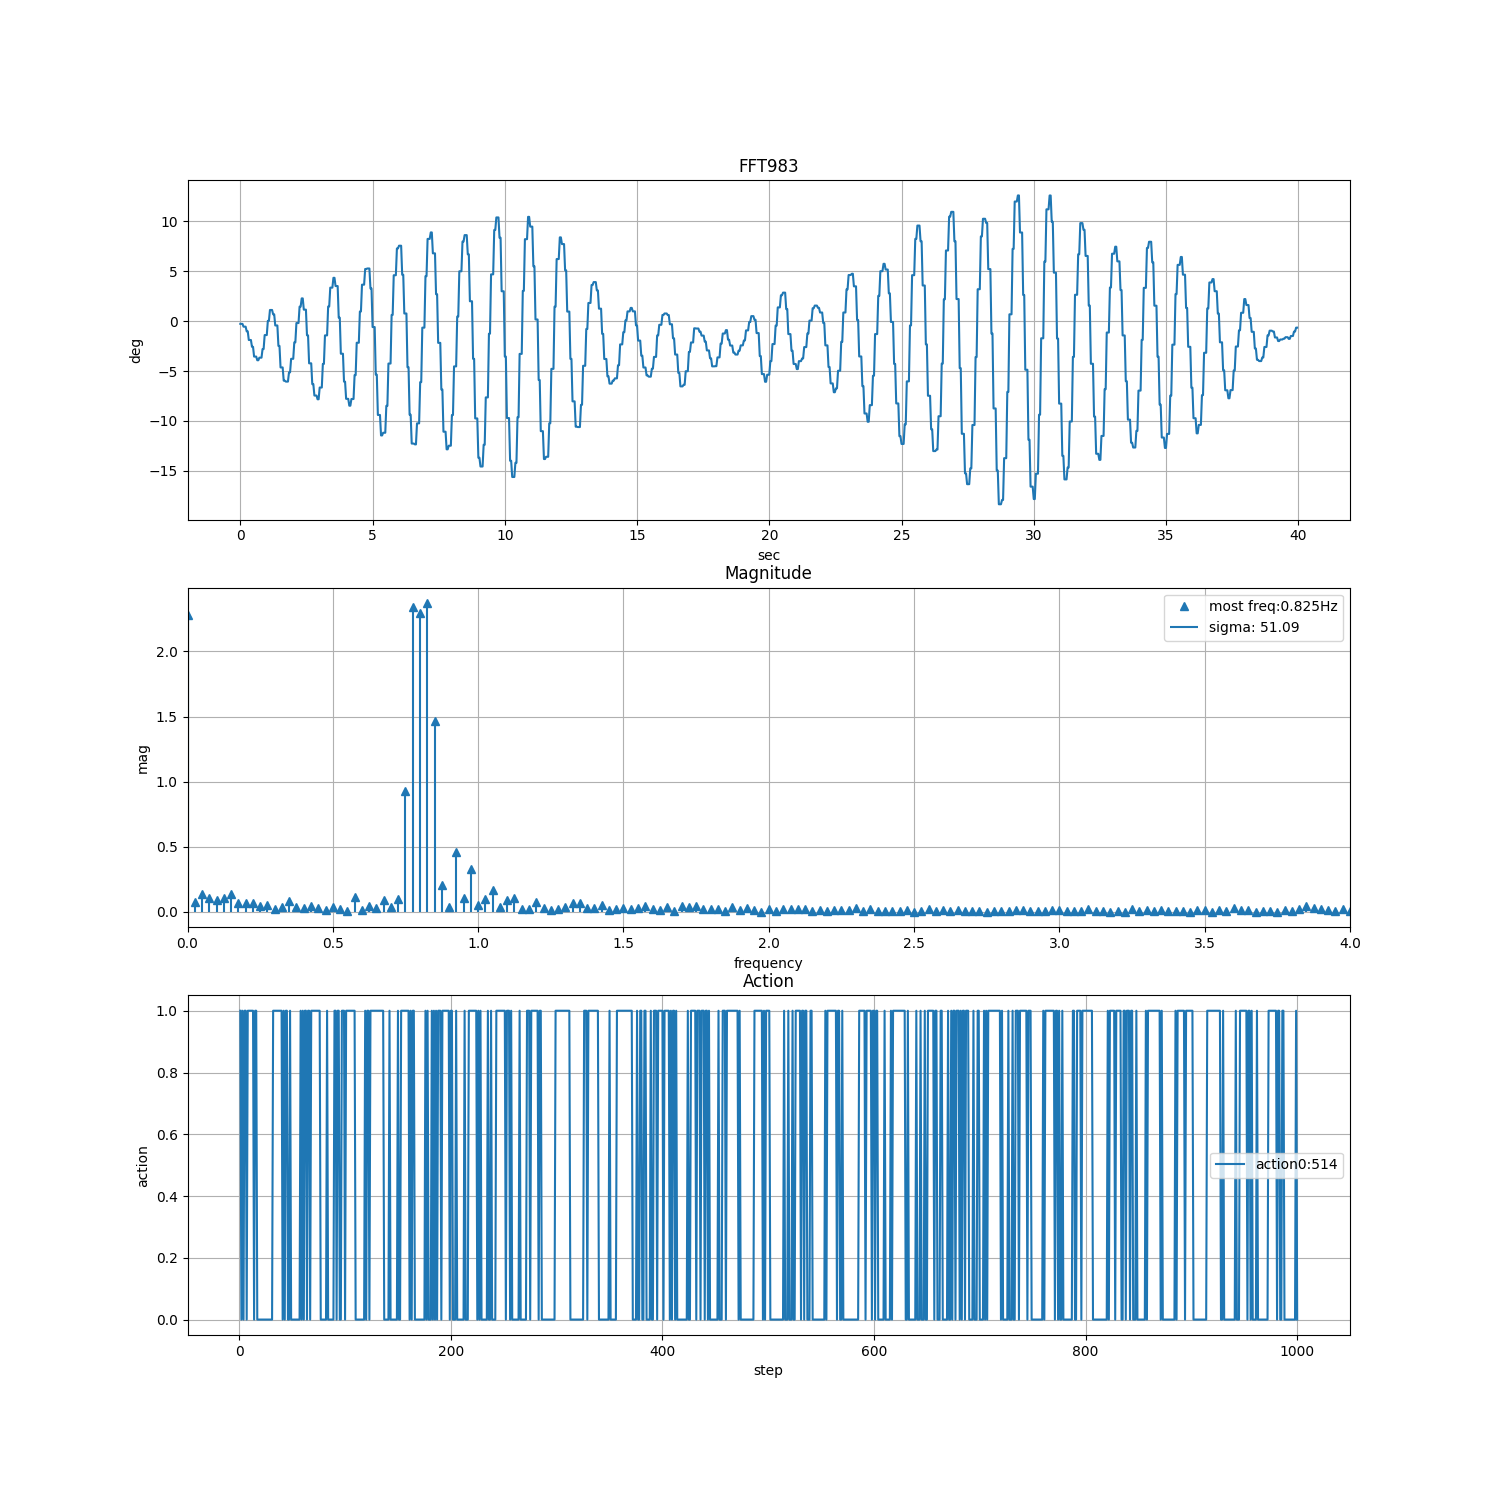 FFT983
10
5
0
−5
−10
−15
deg
0 5 10 15 20 25 30 35 40
sec
Magnitude
most freq:0.825Hz
sigma: 51.09
2.0
1.5
1.0
0.5
0.0
mag
0.0 0.5 1.0 1.5 2.0 2.5 3.0 3.5 4.0
frequency
Action
1.0
0.8
0.6
0.4
0.2
0.0
action
action0:514
0 200 400 600 800 1000
step